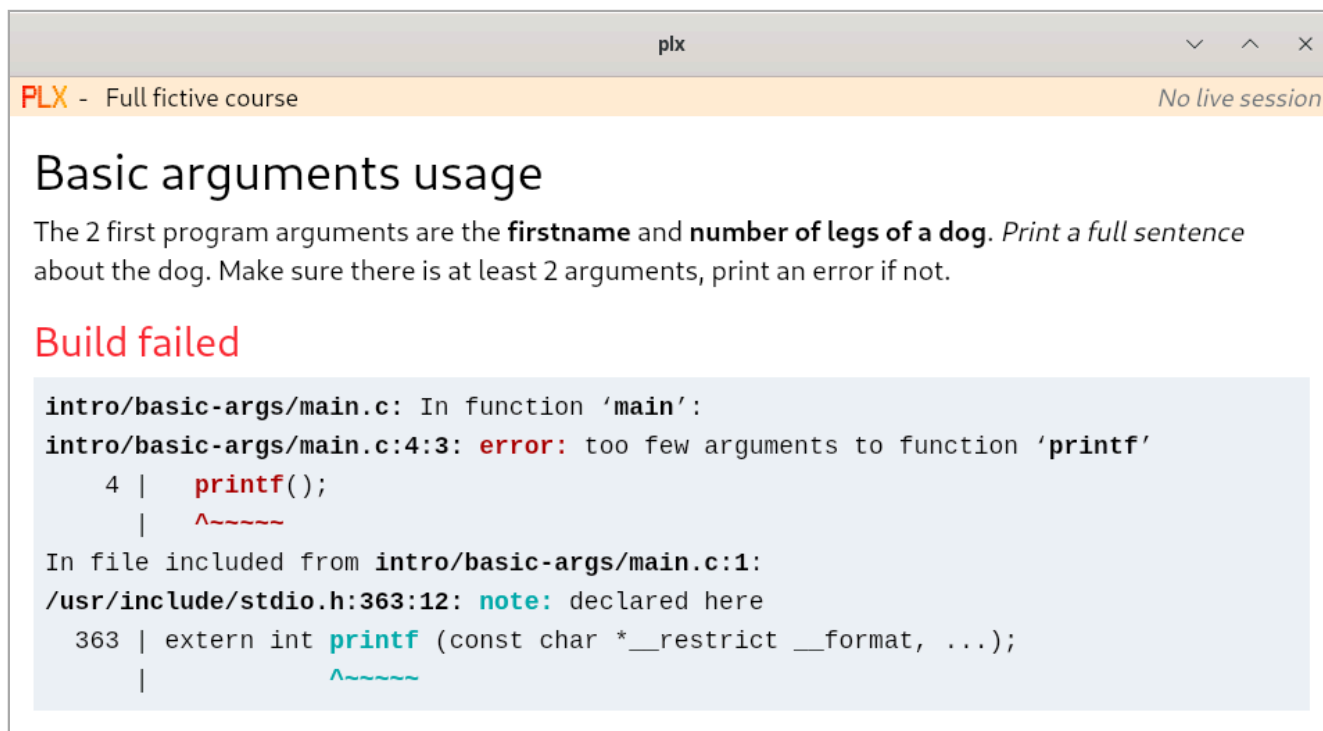 plx
PLX - Full fictive course No live session
Basic arguments usage
The 2 first program arguments are the firstname and number of legs of a dog. Print a full sentence
about the dog. Make sure there is at least 2 arguments, print an error if not.
Build failed
intro/basic-args/main.c: In function ‘main’:
intro/basic-args/main.c:4:3: error: too few arguments to function ‘printf’
    4 |   printf();
      |   ^~~~~~
In file included from intro/basic-args/main.c:1:
/usr/include/stdio.h:363:12: note: declared here
  363 | extern int printf (const char *__restrict __format, ...);
      |            ^~~~~~